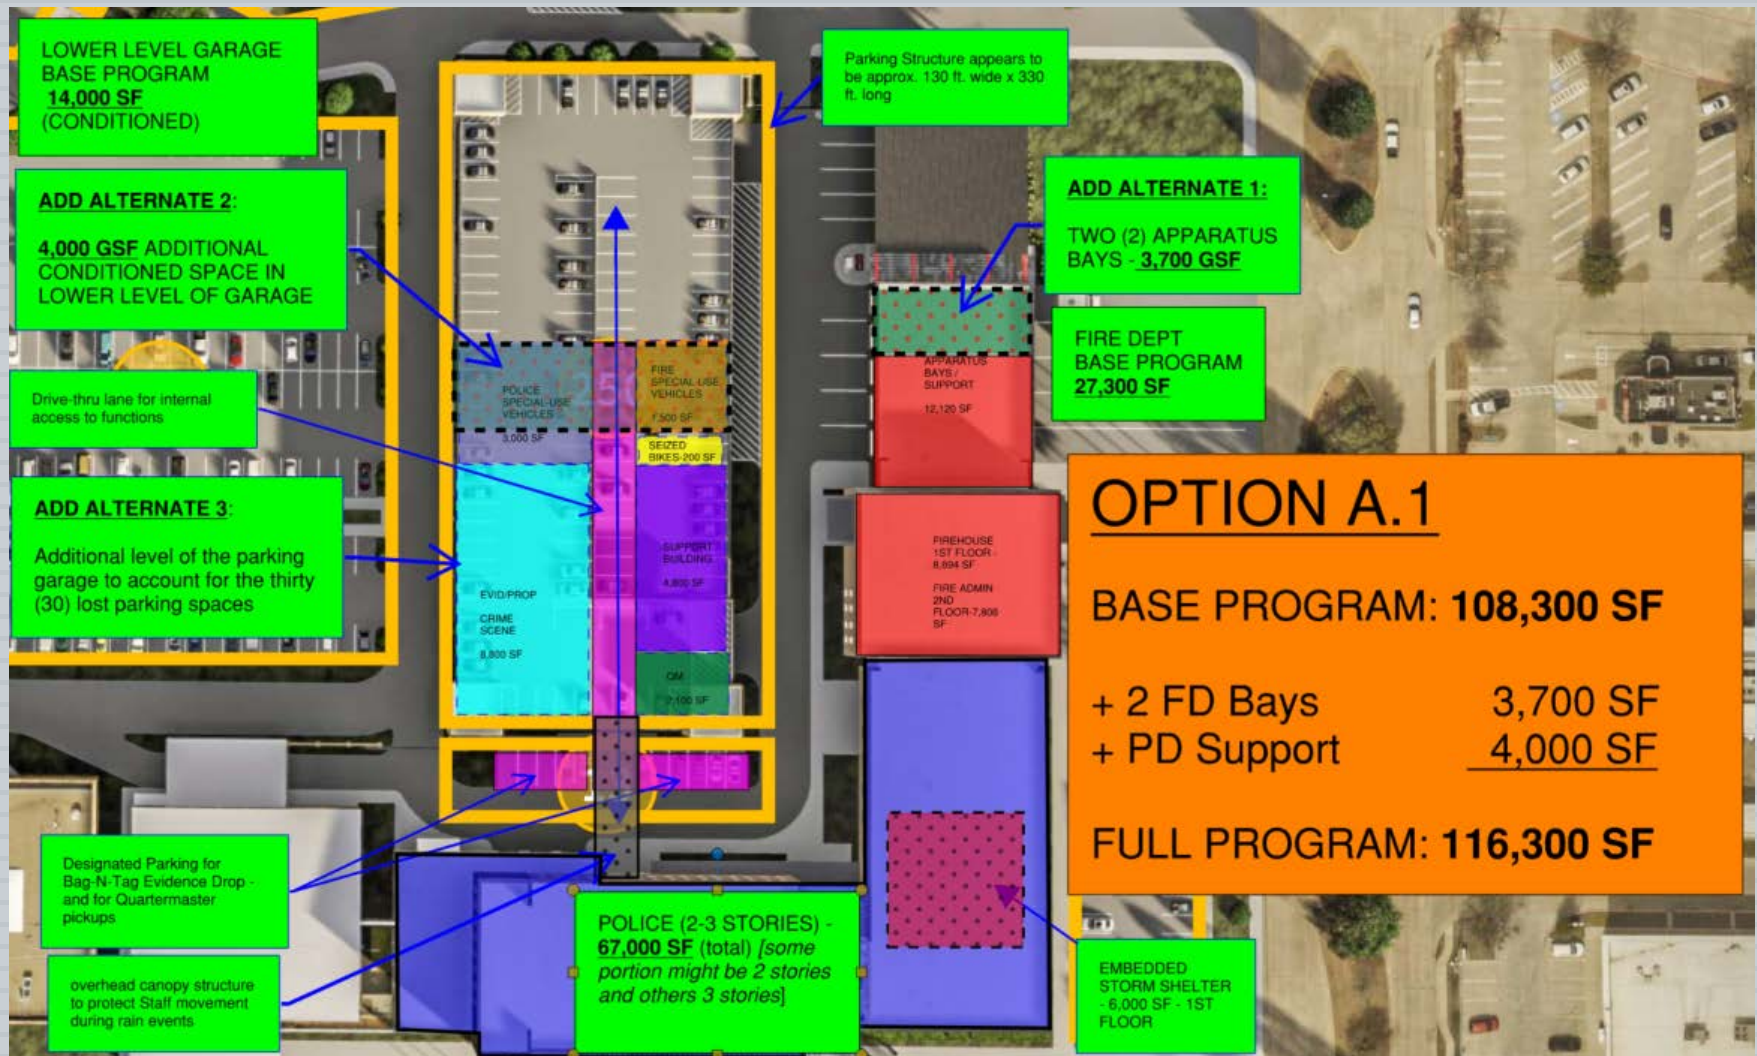 LOWER LEVEL GARAGE
BASE PROGRAM
14,000 SF
(CONDITIONED)
ADD ALTERNATE 2:
4,000 GSF ADDITIONAL
CONDITIONED SPACE IN
LOWER LEVEL OF GARAGE
Drive-thru lane for internal
access to functions
ADD ALTERNATE 3:
Additional level of the parking
garage to account for the thirty
(30) lost parking spaces
Designated Parking for
Bag-N-Tag Evidence Drop -
and for Quartermaster
pickups
overhead canopy structure
to protect Staff movement
during rain events
Parking Structure appears to
be approx. 130 ft. wide x 330
ft. long
POLICE
SPECIAL-USE
VEHICLES
3,000 SF
FIRE
SPECIAL-USE
VEHICLES
1,500 SF
SEIZED
BIKES-200 SF
SUPPORT
BUILDING
4,800 SF
EVID/PROP
CRIME
SCENE
8,800 SF
QM
2,100 SF
ADD ALTERNATE 1:
TWO (2) APPARATUS
BAYS - 3,700 GSF
FIRE DEPT
BASE PROGRAM
27,300 SF
APPARATUS
BAYS /
SUPPORT
12,120 SF
FIREHOUSE
1ST FLOOR -
8,894 SF
FIRE ADMIN
2ND
FLOOR-7,806
SF
POLICE (2-3 STORIES) -
67,000 SF (total) [some
portion might be 2 stories
and others 3 stories]
EMBEDDED
STORM SHELTER
- 6,000 SF - 1ST
FLOOR
OPTION A.1
BASE PROGRAM: 108,300 SF
+ 2 FD Bays 3,700 SF
+ PD Support 4,000 SF
FULL PROGRAM: 116,300 SF